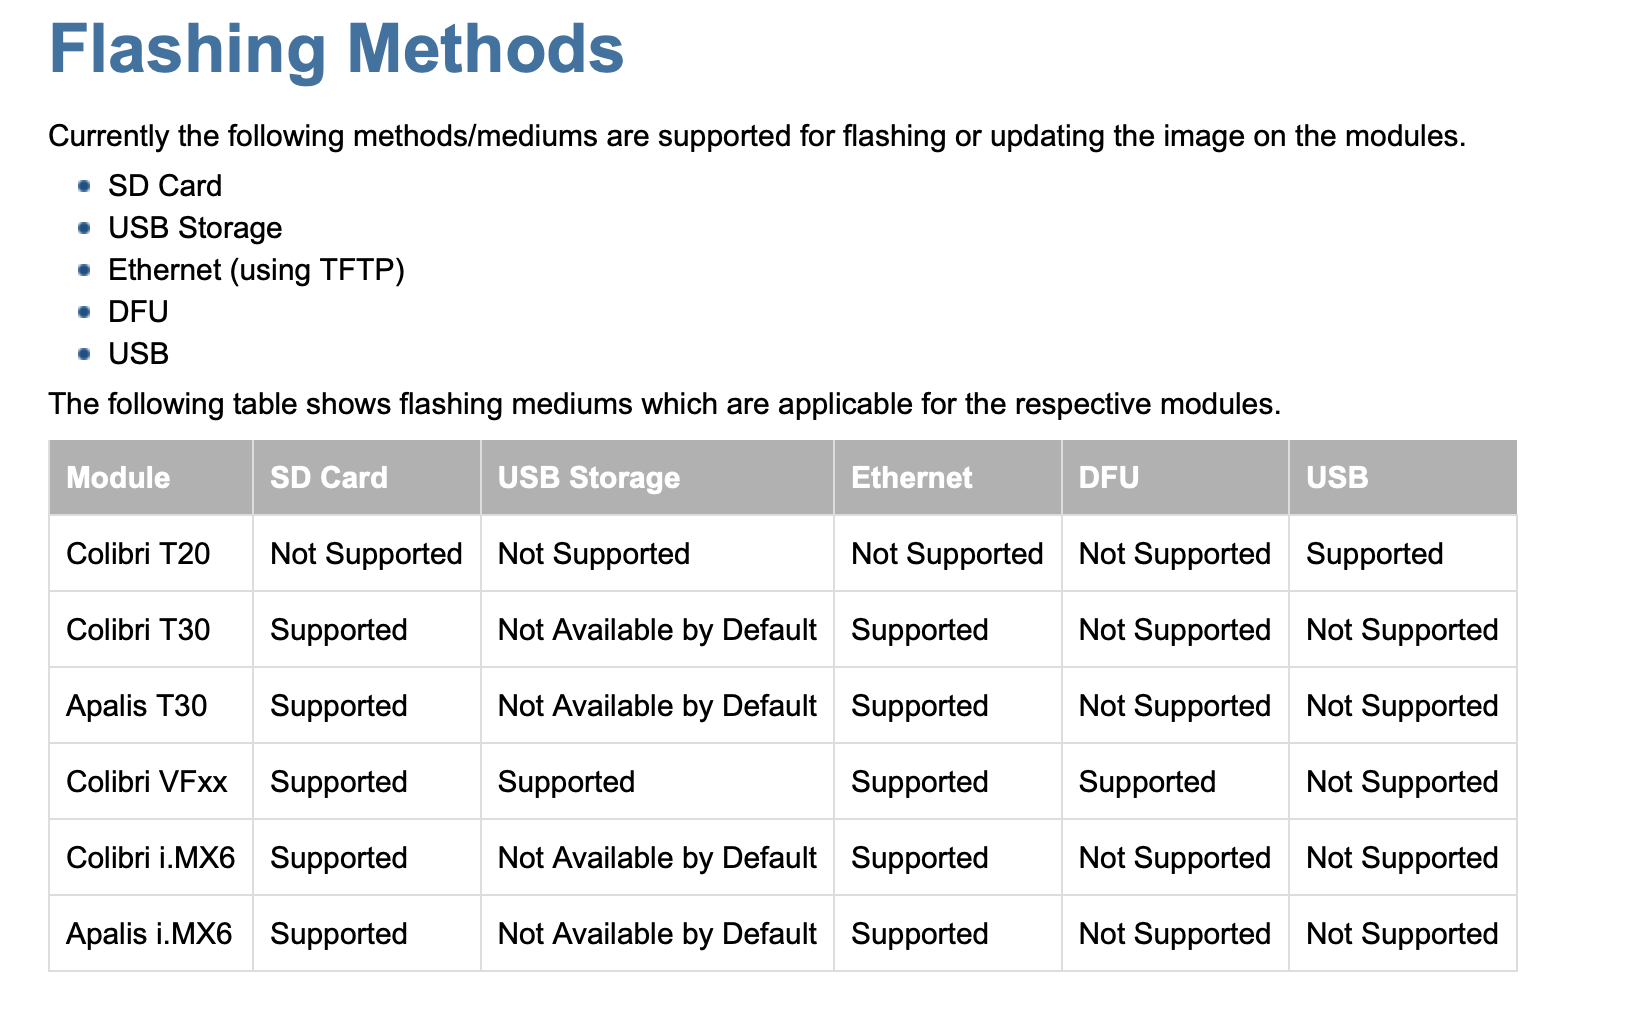 Flashing Methods
Currently the following methods/mediums are supported for flashing or updating the image on the modules.
SD Card
USB Storage
Ethernet (using TFTP)
DFU
USB
The following table shows flashing mediums which are applicable for the respective modules.
Module SD Card USB Storage Ethernet DFU USB
Colibri T20 Not Supported Not Supported Not Supported Not Supported Supported
Colibri T30 Supported Not Available by Default Supported Not Supported Not Supported
Apalis T30 Supported Not Available by Default Supported Not Supported Not Supported
Colibri VFxx Supported Supported Supported Supported Not Supported
Colibri i.MX6 Supported Not Available by Default Supported Not Supported Not Supported
Apalis i.MX6 Supported Not Available by Default Supported Not Supported Not Supported